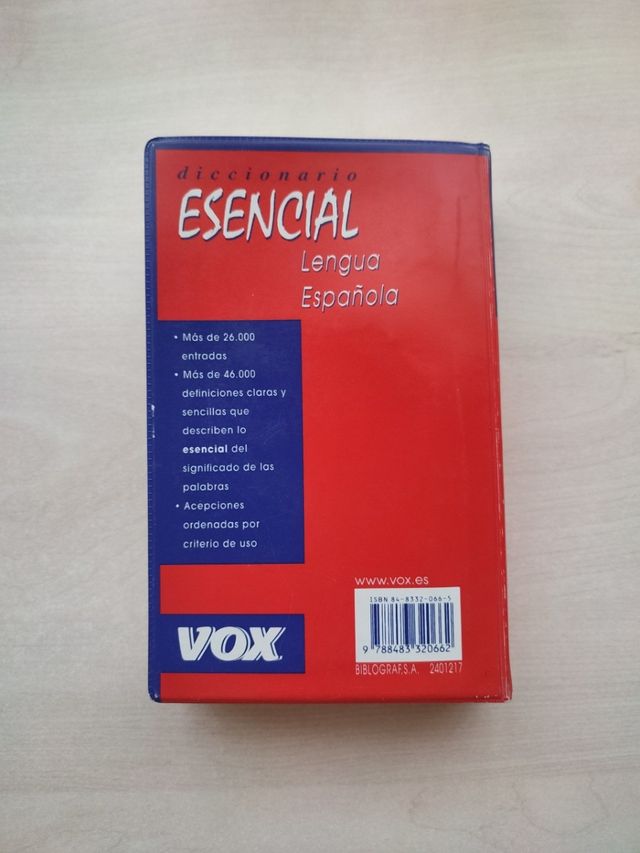 diccionario
ESENCIAL
Lengua
Española
• Más de 26.000
entradas
• Más de 46.000
definiciones claras y
sencillas que
describen lo
esencial del
significado de las
palabras
• Acepciones
ordenadas por
criterio de uso
www.vox.es
ISBN 84-8332-066-5
9 788483 320662
BIBLOGRAF,S.A. 2401217
VOX